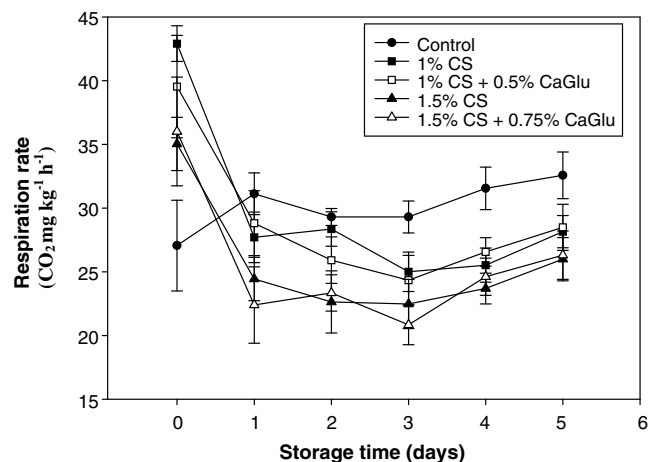 45
40
35
30
25
20
15
Respiration rate
(CO₂ mg kg⁻¹ h⁻¹)
Control
1% CS
1% CS + 0.5% CaGlu
1.5% CS
1.5% CS + 0.75% CaGlu
0 1 2 3 4 5 6
Storage time (days)